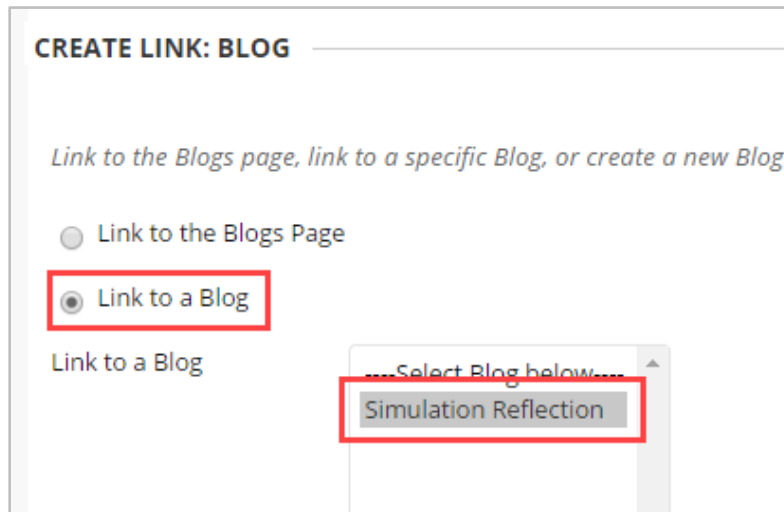 CREATE LINK: BLOG
Link to the Blogs page, link to a specific Blog, or create a new Blog
Link to the Blogs Page
Link to a Blog
Link to a Blog
----Select Blog below----
Simulation Reflection